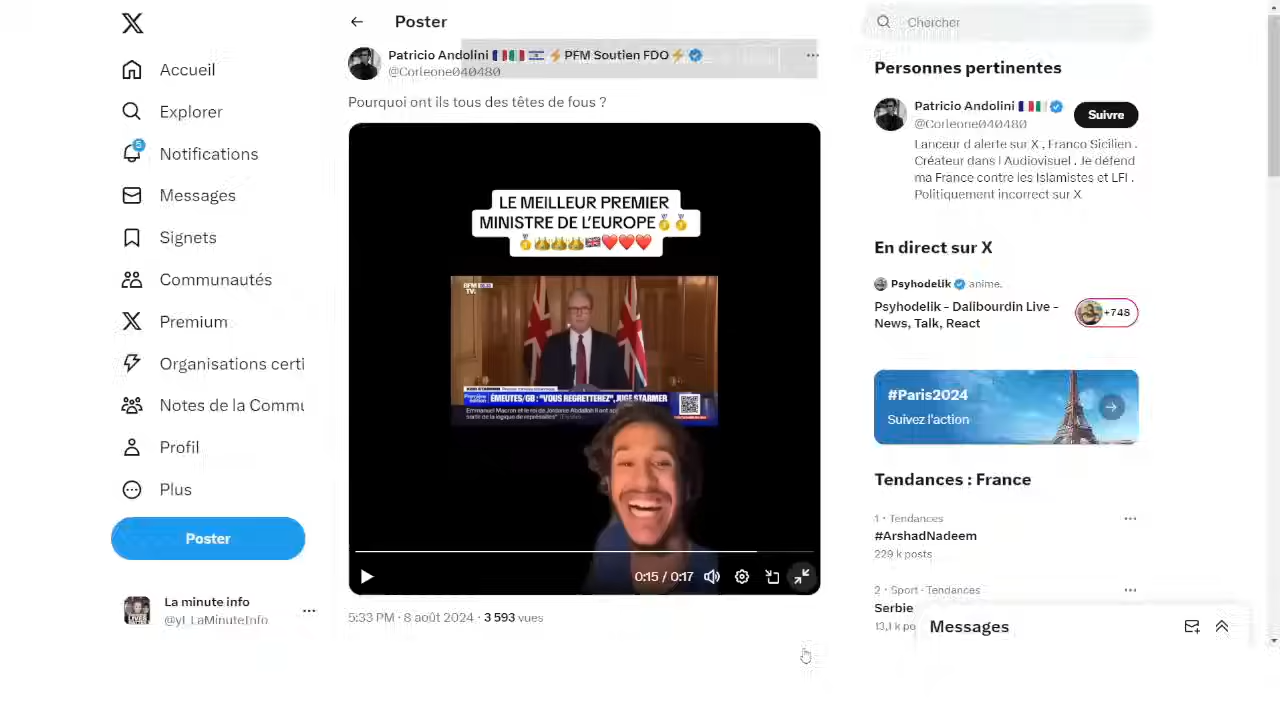 Accueil
Explorer
5
Notifications
Messages
Signets
Communautés
Premium
Organisations certi
Notes de la Commu
Profil
Plus
Poster
La minute info
@yl_LaMinuteInfo
Poster
Patricio Andolini 🇫🇷🇮🇹🇮🇱⚡PFM Soutien FDO⚡
@Corleone040480
Pourquoi ont ils tous des têtes de fous ?
LE MEILLEUR PREMIER
MINISTRE DE L'EUROPE🥇🥇
🥇👑👑👑🇬🇧❤️❤️❤️
BFM
TV.
ÉMEUTES/GB : "VOUS REGRETTEREZ", JUGE STARMER
Emmanuel Macron et le roi de Jordanie Abdallah II ont
sortir de la logique de représailles"
0:15 / 0:17
5:33 PM · 8 août 2024 · 3 593 vues
Chercher
Personnes pertinentes
Patricio Andolini 🇫🇷🇮🇹
@Corleone040480
Suivre
Lanceur d alerte sur X , Franco Sicilien .
Créateur dans l Audiovisuel . Je défend
ma France contre les Islamistes et LFI .
Politiquement incorrect sur X
En direct sur X
Psyhodelik anime.
Psyhodelik - Dalibourdin Live -
News, Talk, React
+748
#Paris2024
Suivez l'action
Tendances : France
1 · Tendances
#ArshadNadeem
229 k posts
2 · Sport · Tendances
Serbie
13,1 k po
Messages